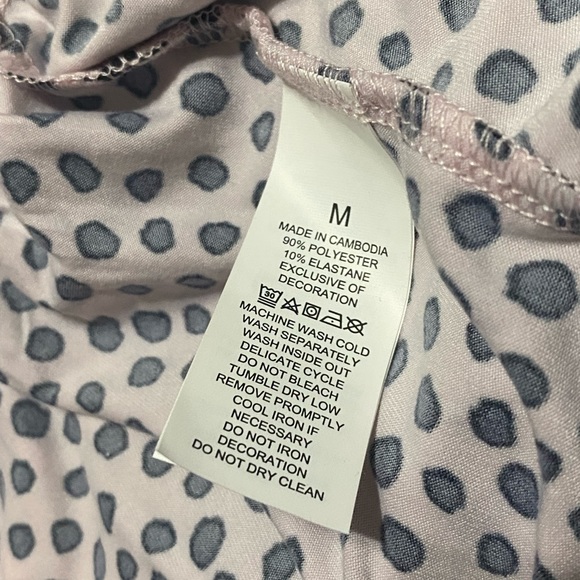 M
MADE IN CAMBODIA
90% POLYESTER
10% ELASTANE
EXCLUSIVE OF
DECORATION
30
MACHINE WASH COLD
WASH SEPARATELY
WASH INSIDE OUT
DELICATE CYCLE
DO NOT BLEACH
TUMBLE DRY LOW
REMOVE PROMPTLY
COOL IRON IF
NECESSARY
DO NOT IRON
DECORATION
DO NOT DRY CLEAN